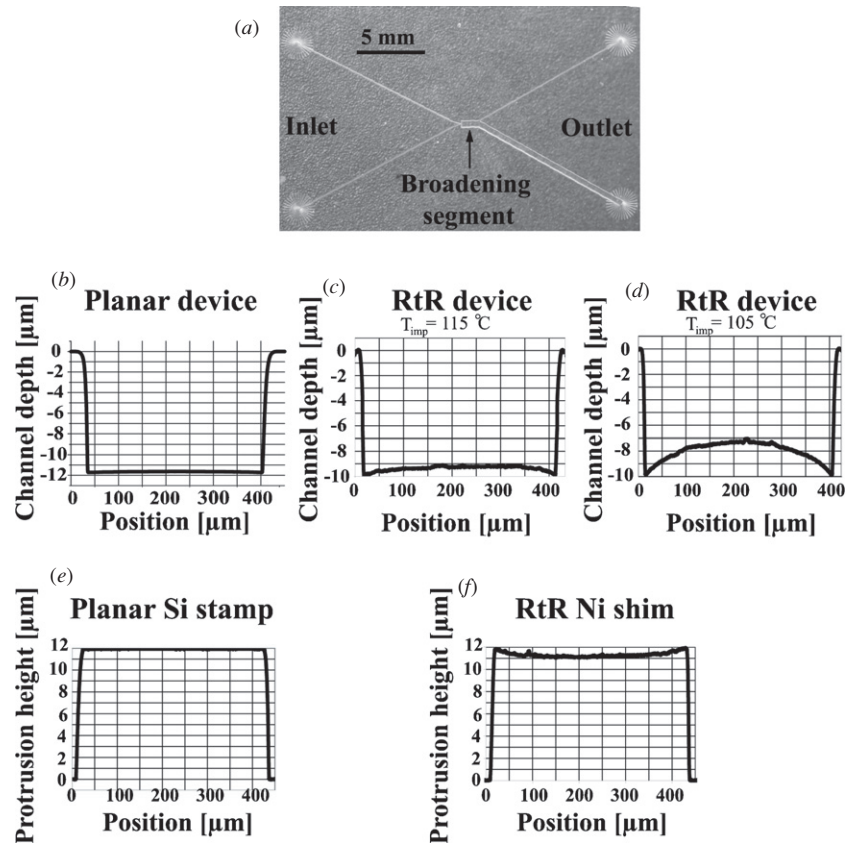 (a)
5 mm
Inlet
Outlet
Broadening
segment
(b)
Planar device
Channel depth [µm]
0
-2
-4
-6
-8
-10
-12
0 100 200 300 400
Position [µm]
(c)
RtR device
T_imp= 115 °C
Channel depth [µm]
0
-2
-4
-6
-8
-10
0 100 200 300 400
Position [µm]
(d)
RtR device
T_imp= 105 °C
Channel depth [µm]
0
-2
-4
-6
-8
-10
0 100 200 300 400
Position [µm]
(e)
Planar Si stamp
Protrusion height [µm]
12
10
8
6
4
2
0
0 100 200 300 400
Position [µm]
(f)
RtR Ni shim
Protrusion height [µm]
12
10
8
6
4
2
0
0 100 200 300 400
Position [µm]